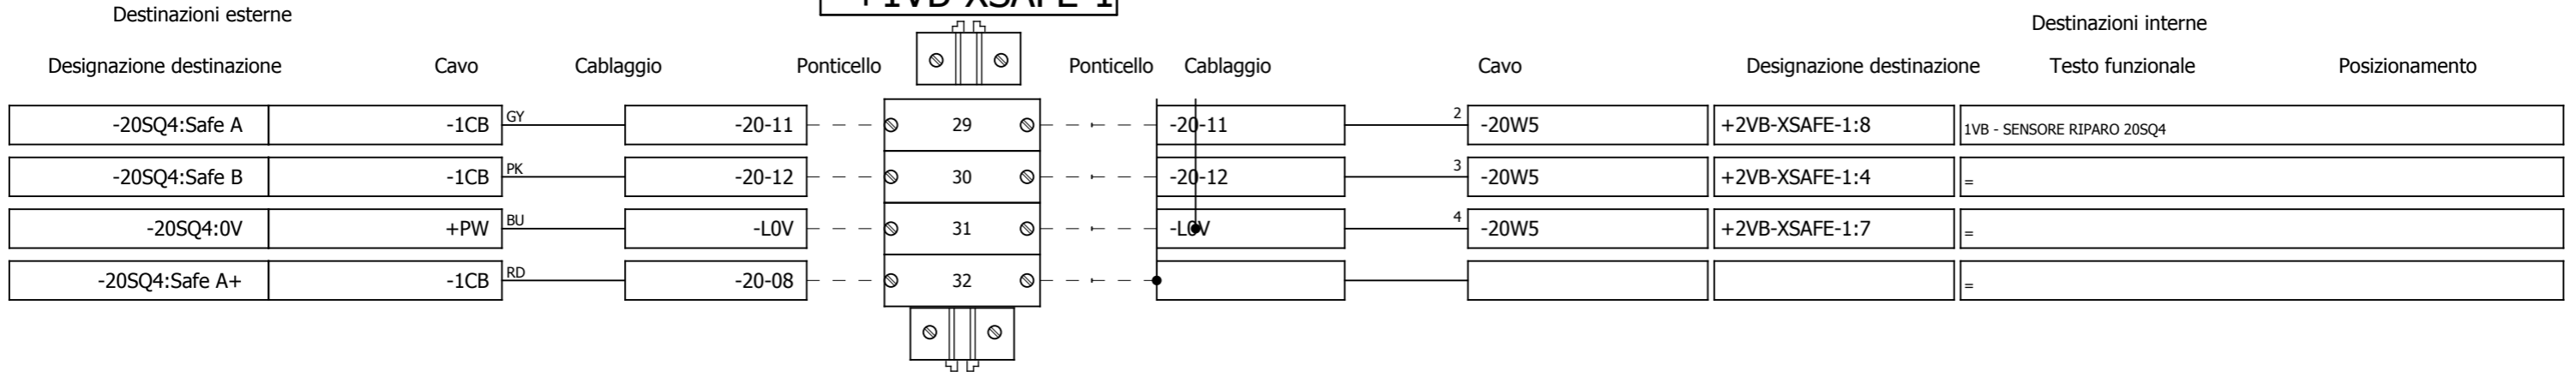 +1VB-XSAFE-1
Destinazioni esterne
Destinazioni interne
Designazione destinazione Cavo Cablaggio Ponticello Ponticello Cablaggio Cavo Designazione destinazione Testo funzionale Posizionamento
-20SQ4:Safe A -1CB GY -20-11 29 -20-11 2 -20W5 +2VB-XSAFE-1:8 1VB - SENSORE RIPARO 20SQ4
-20SQ4:Safe B -1CB PK -20-12 30 -20-12 3 -20W5 +2VB-XSAFE-1:4 =
-20SQ4:0V +PW BU -L0V 31 -L0V 4 -20W5 +2VB-XSAFE-1:7 =
-20SQ4:Safe A+ -1CB RD -20-08 32 =